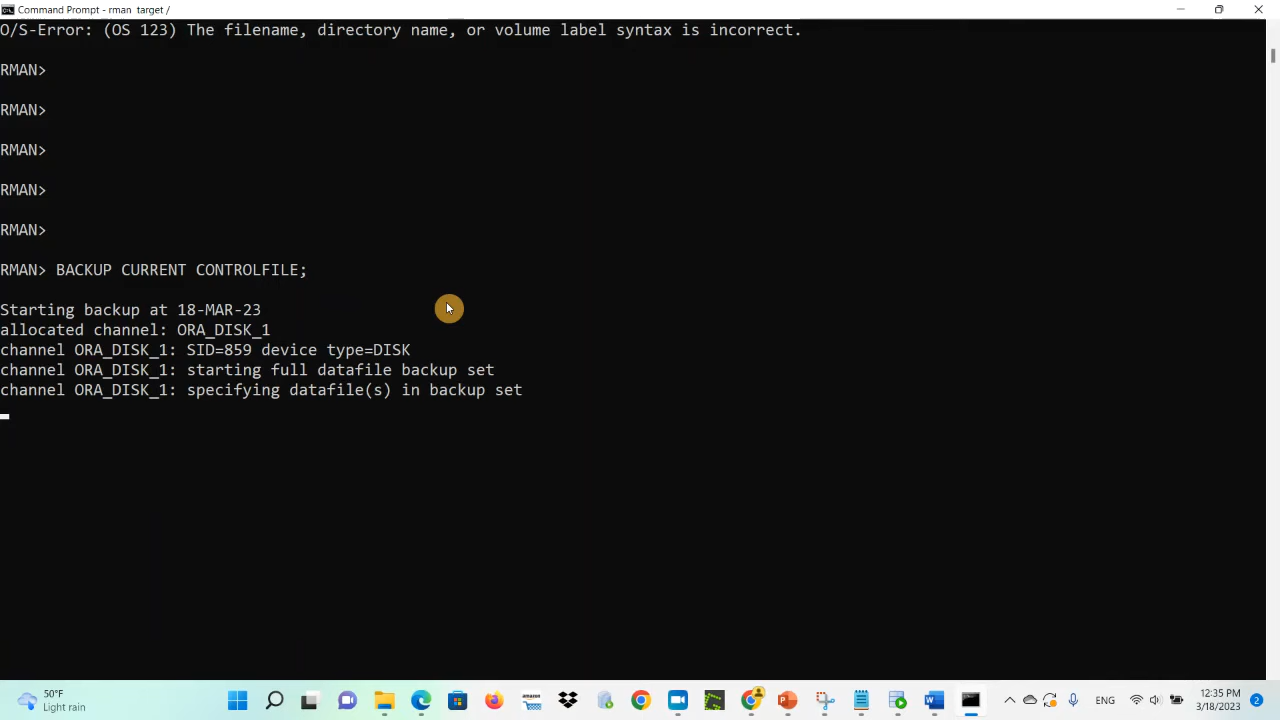 Command Prompt - rman target /
O/S-Error: (OS 123) The filename, directory name, or volume label syntax is incorrect.
RMAN>
RMAN>
RMAN>
RMAN>
RMAN>
RMAN> BACKUP CURRENT CONTROLFILE;
Starting backup at 18-MAR-23
allocated channel: ORA_DISK_1
channel ORA_DISK_1: SID=859 device type=DISK
channel ORA_DISK_1: starting full datafile backup set
channel ORA_DISK_1: specifying datafile(s) in backup set
50°F
Light rain
amazon
ENG
12:35 PM
3/18/2023
2